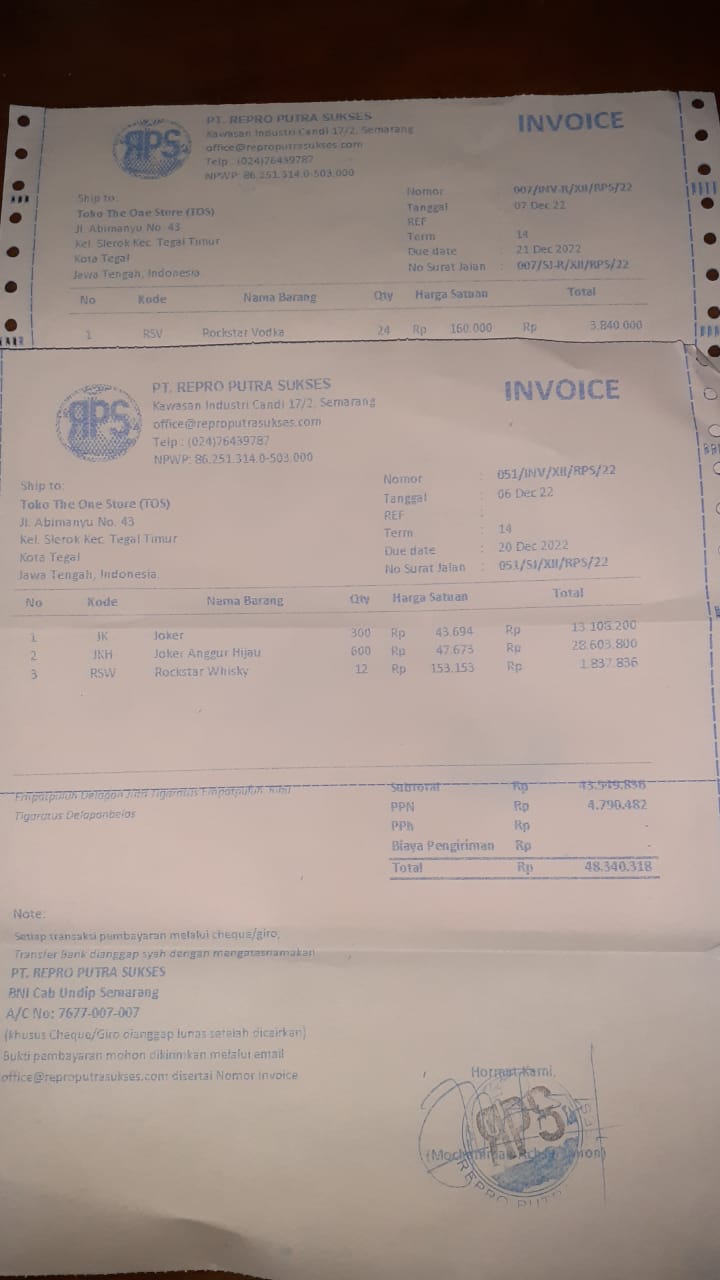 RPS
PT. REPRO PUTRA SUKSES
Kawasan Industri Candi 17/2, Semarang
office@reproputrasukses.com
Telp : (024)76439787
NPWP: 86.251.314.0-503.000
INVOICE
Ship to:
Toko The One Store (TOS)
Jl. Abimanyu No. 43
Kel. Slerok Kec. Tegal Timur
Kota Tegal
Jawa Tengah, Indonesia
Nomor : 007/INV-R/XII/RPS/22
Tanggal : 07 Dec 22
REF :
Term : 14
Due date : 21 Dec 2022
No Surat Jalan : 007/SJ-R/XII/RPS/22
No Kode Nama Barang Qty Harga Satuan Total
1 RSV Rockstar Vodka 24 Rp 160.000 Rp 3.840.000
RPS
PT. REPRO PUTRA SUKSES
Kawasan Industri Candi 17/2, Semarang
office@reproputrasukses.com
Telp : (024)76439787
NPWP: 86.251.314.0-503.000
INVOICE
Ship to:
Toko The One Store (TOS)
Jl. Abimanyu No. 43
Kel. Slerok Kec. Tegal Timur
Kota Tegal
Jawa Tengah, Indonesia
Nomor : 051/INV/XII/RPS/22
Tanggal : 06 Dec 22
REF :
Term : 14
Due date : 20 Dec 2022
No Surat Jalan : 053/SJ/XII/RPS/22
No Kode Nama Barang Qty Harga Satuan Total
1 JK Joker 300 Rp 43.694 Rp 13.108.200
2 JKH Joker Anggur Hijau 600 Rp 47.673 Rp 28.603.800
3 RSW Rockstar Whisky 12 Rp 153.153 Rp 1.837.836
Empatpuluh Delapan Juta Tigaratus Empatpuluh Ribu
Tigaratus Delapanbelas
Subtotal Rp 43.549.836
PPN Rp 4.790.482
PPh Rp -
Biaya Pengiriman Rp -
Total Rp 48.340.318
Note:
Setiap transaksi pembayaran melalui cheque/giro,
Transfer Bank dianggap syah dengan mengatasnamakan
PT. REPRO PUTRA SUKSES
BNI Cab Undip Semarang
A/C No: 7677-007-007
(khusus Cheque/Giro dianggap lunas setelah dicairkan)
Bukti pembayaran mohon dikirimkan melalui email
office@reproputrasukses.com disertai Nomor Invoice
Hormat Kami,
RPS
REPRO PUTR